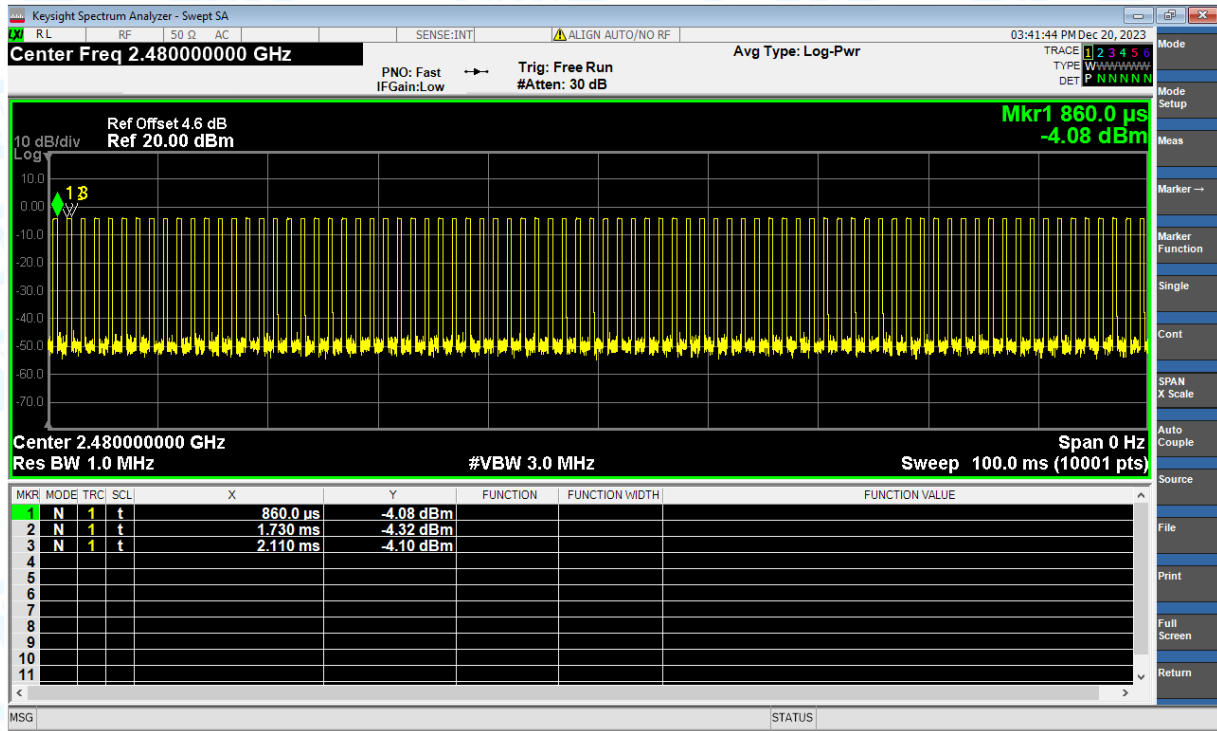 Keysight Spectrum Analyzer - Swept SA
LXI RL RF 50 Ω AC SENSE:INT ALIGN AUTO/NO RF 03:41:44 PM Dec 20, 2023
Center Freq 2.480000000 GHz
Avg Type: Log-Pwr
TRACE 1 2 3 4 5 6
PNO: Fast
Trig: Free Run
TYPE WWWWWW
IFGain:Low
#Atten: 30 dB
DET P N N N N N
Mkr1 860.0 µs
-4.08 dBm
Ref Offset 4.6 dB
10 dB/div Ref 20.00 dBm
Log
10.0
0.00
-10.0
-20.0
-30.0
-40.0
-50.0
-60.0
-70.0
Center 2.480000000 GHz Span 0 Hz
Res BW 1.0 MHz #VBW 3.0 MHz Sweep 100.0 ms (10001 pts)
MKR MODE TRC SCL X Y FUNCTION FUNCTION WIDTH FUNCTION VALUE
1 N 1 t 860.0 µs -4.08 dBm
2 N 1 t 1.730 ms -4.32 dBm
3 N 1 t 2.110 ms -4.10 dBm
4
5
6
7
8
9
10
11
MSG STATUS
Mode
Mode
Setup
Meas
Marker→
Marker
Function
Single
Cont
SPAN
X Scale
Auto
Couple
Source
File
Print
Full
Screen
Return